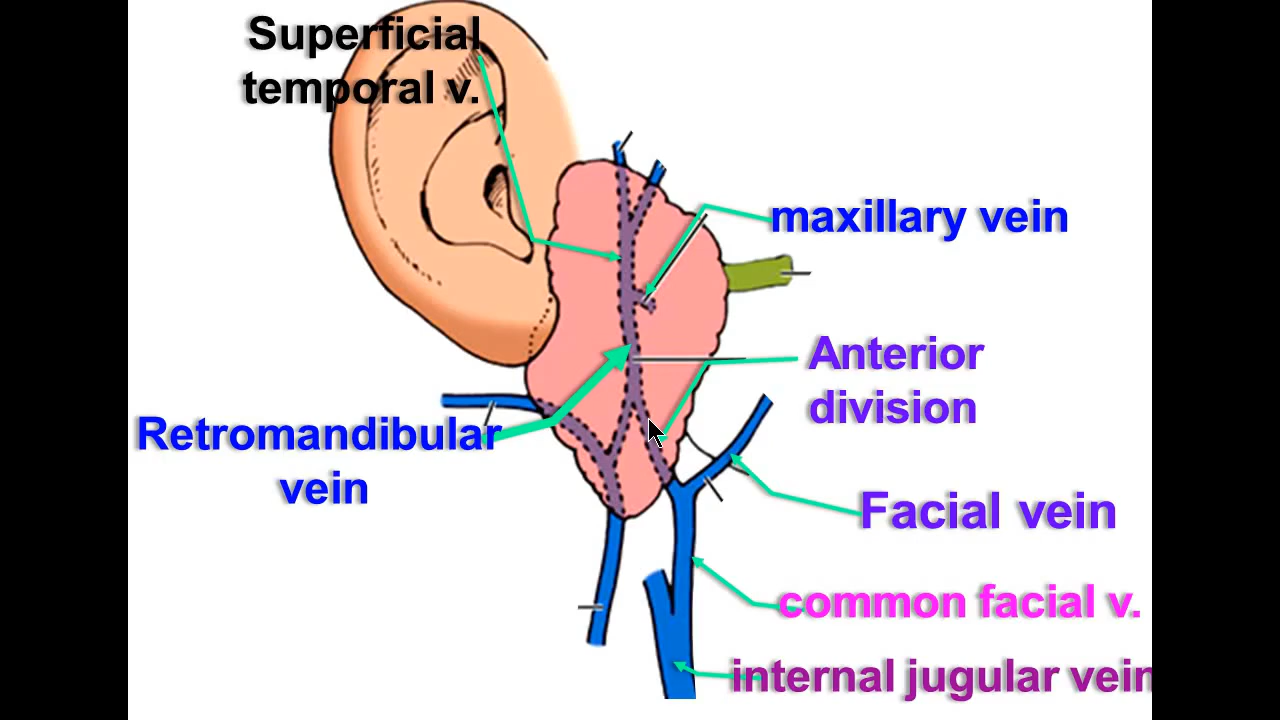 Superficial
temporal v.
maxillary vein
Anterior
division
Retromandibular
vein
Facial vein
common facial v.
internal jugular vein